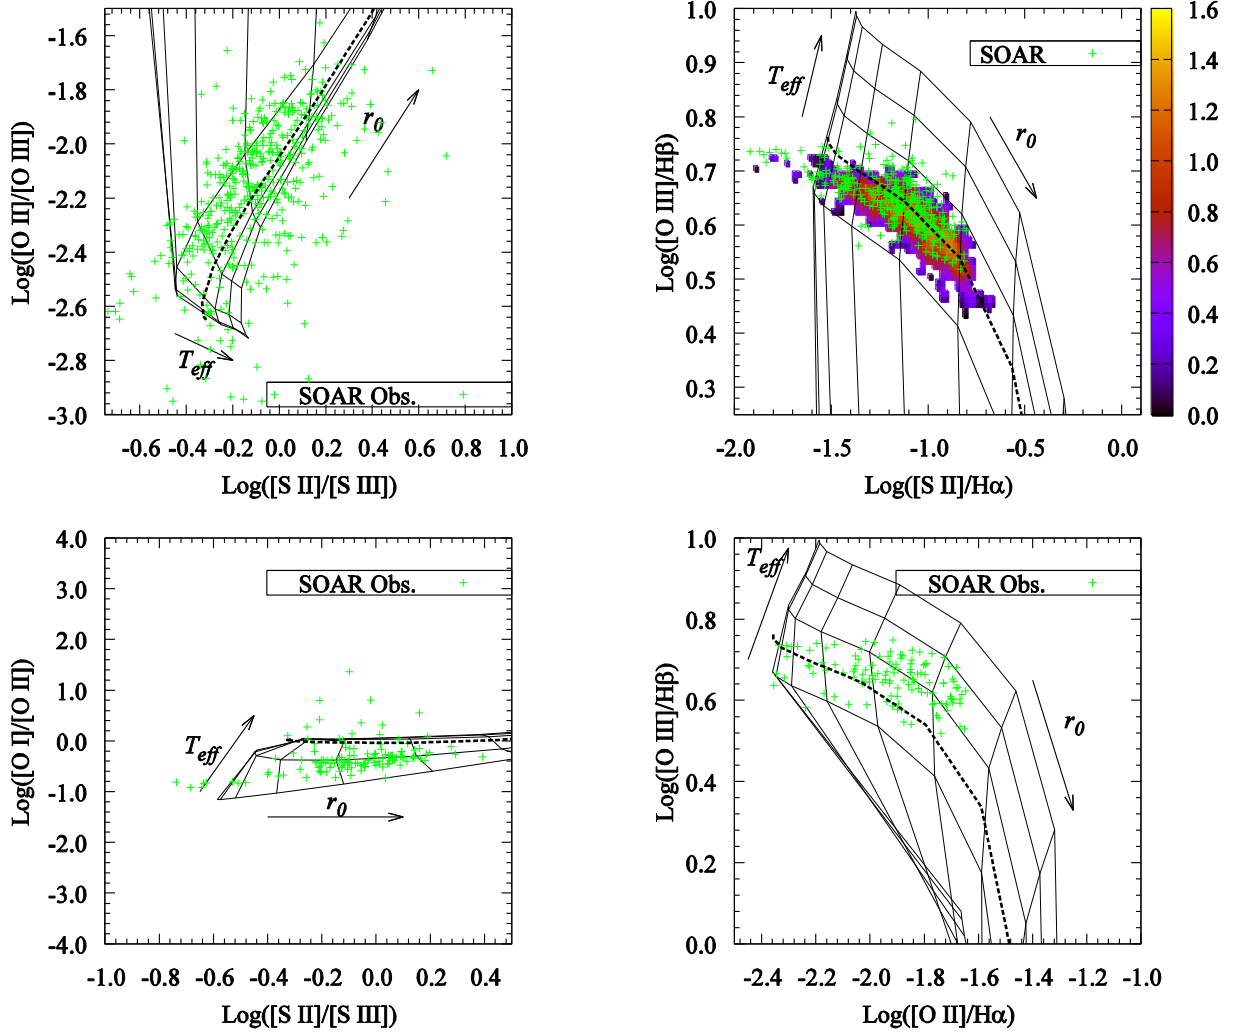 -1.6
-1.8
-2.0
-2.2
-2.4
-2.6
-2.8
-3.0
Log([O II]/[O III])
r0
Teff
SOAR Obs.
-0.6 -0.4 -0.2 0.0 0.2 0.4 0.6 0.8 1.0
Log([S II]/[S III])
1.0
0.9
0.8
0.7
0.6
0.5
0.4
0.3
Log([O III]/Hβ)
Teff
SOAR
r0
-2.0 -1.5 -1.0 -0.5 0.0
Log([S II]/Hα)
1.6
1.4
1.2
1.0
0.8
0.6
0.4
0.2
0.0
4.0
3.0
2.0
1.0
0.0
-1.0
-2.0
-3.0
-4.0
Log([O I]/[O II])
SOAR Obs.
Teff
r0
-1.0 -0.8 -0.6 -0.4 -0.2 0.0 0.2 0.4
Log([S II]/[S III])
1.0
0.8
0.6
0.4
0.2
0.0
Log([O III]/Hβ)
Teff
SOAR Obs.
r0
-2.4 -2.2 -2.0 -1.8 -1.6 -1.4 -1.2 -1.0
Log([O II]/Hα)